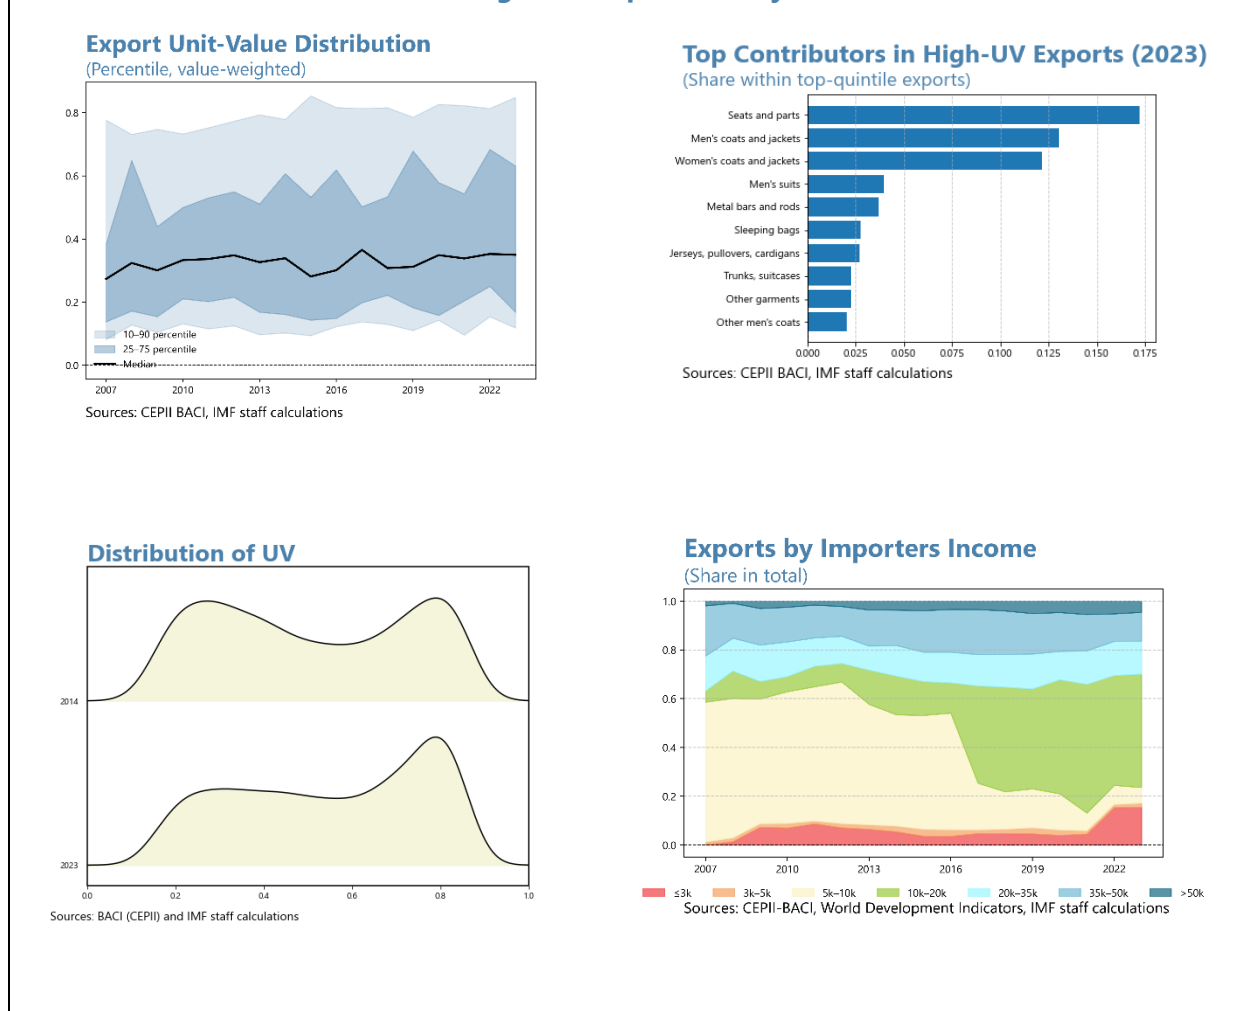 Export Unit-Value Distribution
(Percentile, value-weighted)
0.8
0.6
0.4
0.2
0.0
10–90 percentile
25–75 percentile
Median
2007 2010 2013 2016 2019 2022
Sources: CEPII BACI, IMF staff calculations
Top Contributors in High-UV Exports (2023)
(Share within top-quintile exports)
Seats and parts
Men's coats and jackets
Women's coats and jackets
Men's suits
Metal bars and rods
Sleeping bags
Jerseys, pullovers, cardigans
Trunks, suitcases
Other garments
Other men's coats
0.000 0.025 0.050 0.075 0.100 0.125 0.150 0.175
Sources: CEPII BACI, IMF staff calculations
Distribution of UV
2014
2023
0.0 0.2 0.4 0.6 0.8 1.0
Sources: BACI (CEPII) and IMF staff calculations
Exports by Importers Income
(Share in total)
1.0
0.8
0.6
0.4
0.2
0.0
2007 2010 2013 2016 2019 2022
≤3k 3k–5k 5k–10k 10k–20k 20k–35k 35k–50k >50k
Sources: CEPII-BACI, World Development Indicators, IMF staff calculations